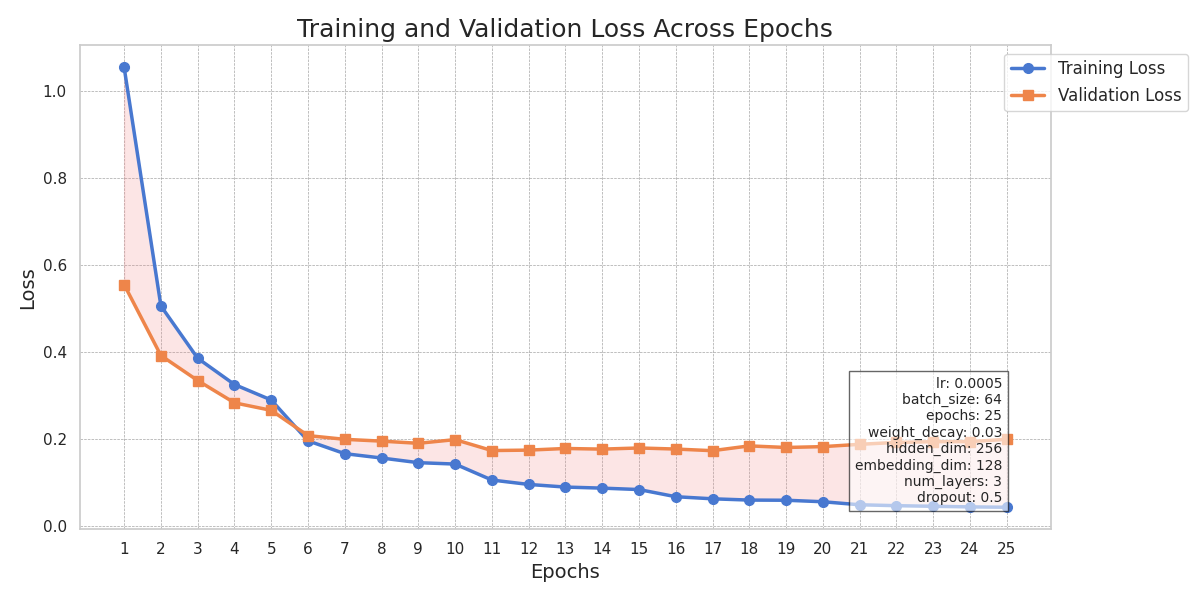 Training and Validation Loss Across Epochs
Training Loss
Validation Loss
Loss
1.0
0.8
0.6
0.4
0.2
0.0
lr: 0.0005
batch_size: 64
epochs: 25
weight_decay: 0.03
hidden_dim: 256
embedding_dim: 128
num_layers: 3
dropout: 0.5
1 2 3 4 5 6 7 8 9 10 11 12 13 14 15 16 17 18 19 20 21 22 23 24 25
Epochs